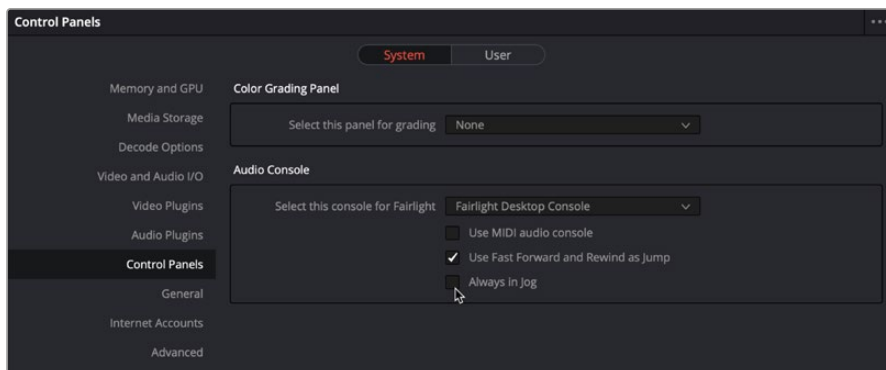 Control Panels
System
User
Memory and GPU
Media Storage
Decode Options
Video and Audio I/O
Video Plugins
Audio Plugins
Control Panels
General
Internet Accounts
Advanced
Color Grading Panel
Select this panel for grading None
Audio Console
Select this console for Fairlight Fairlight Desktop Console
Use MIDI audio console
Use Fast Forward and Rewind as Jump
Always in Jog